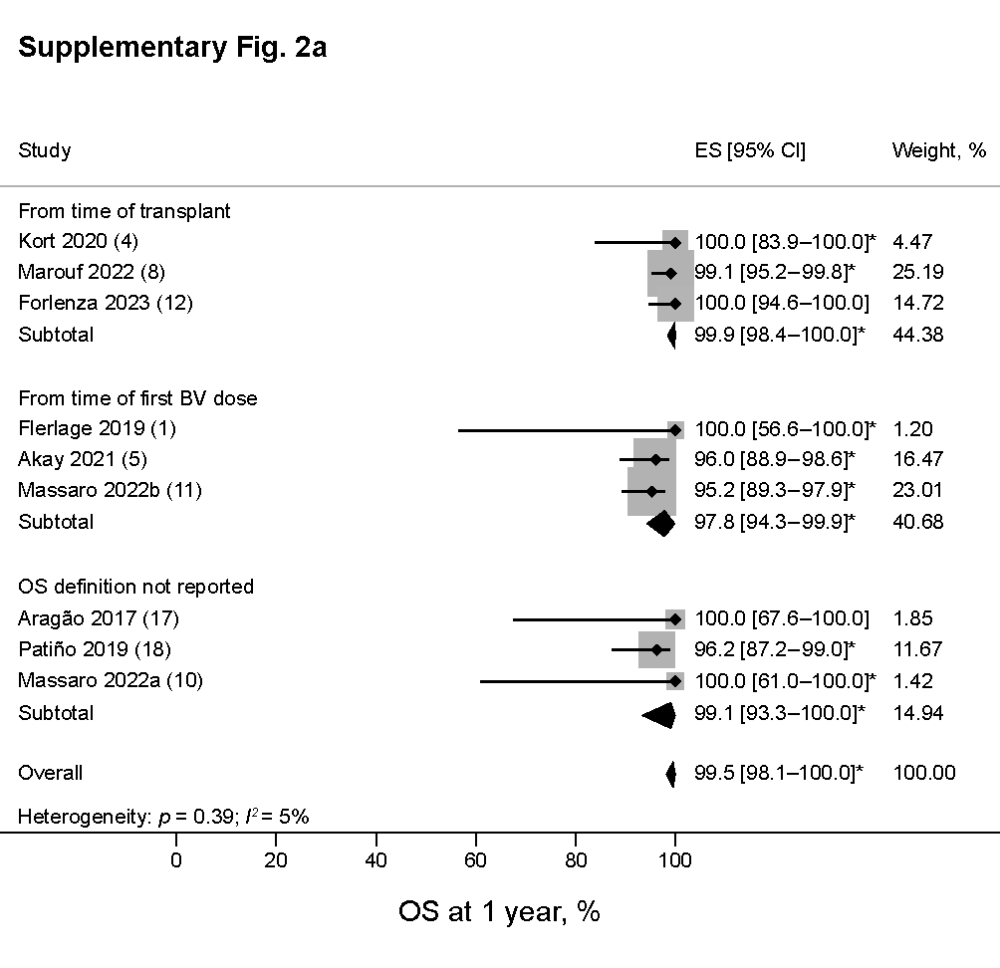 Supplementary Fig. 2a
Study ES [95% CI] Weight, %
From time of transplant
Kort 2020 (4) 100.0 [83.9–100.0]* 4.47
Marouf 2022 (8) 99.1 [95.2–99.8]* 25.19
Forlenza 2023 (12) 100.0 [94.6–100.0] 14.72
Subtotal 99.9 [98.4–100.0]* 44.38
From time of first BV dose
Flerlage 2019 (1) 100.0 [56.6–100.0]* 1.20
Akay 2021 (5) 96.0 [88.9–98.6]* 16.47
Massaro 2022b (11) 95.2 [89.3–97.9]* 23.01
Subtotal 97.8 [94.3–99.9]* 40.68
OS definition not reported
Aragão 2017 (17) 100.0 [67.6–100.0] 1.85
Patiño 2019 (18) 96.2 [87.2–99.0]* 11.67
Massaro 2022a (10) 100.0 [61.0–100.0]* 1.42
Subtotal 99.1 [93.3–100.0]* 14.94
Overall 99.5 [98.1–100.0]* 100.00
Heterogeneity: p = 0.39; I² = 5%
0 20 40 60 80 100
OS at 1 year, %